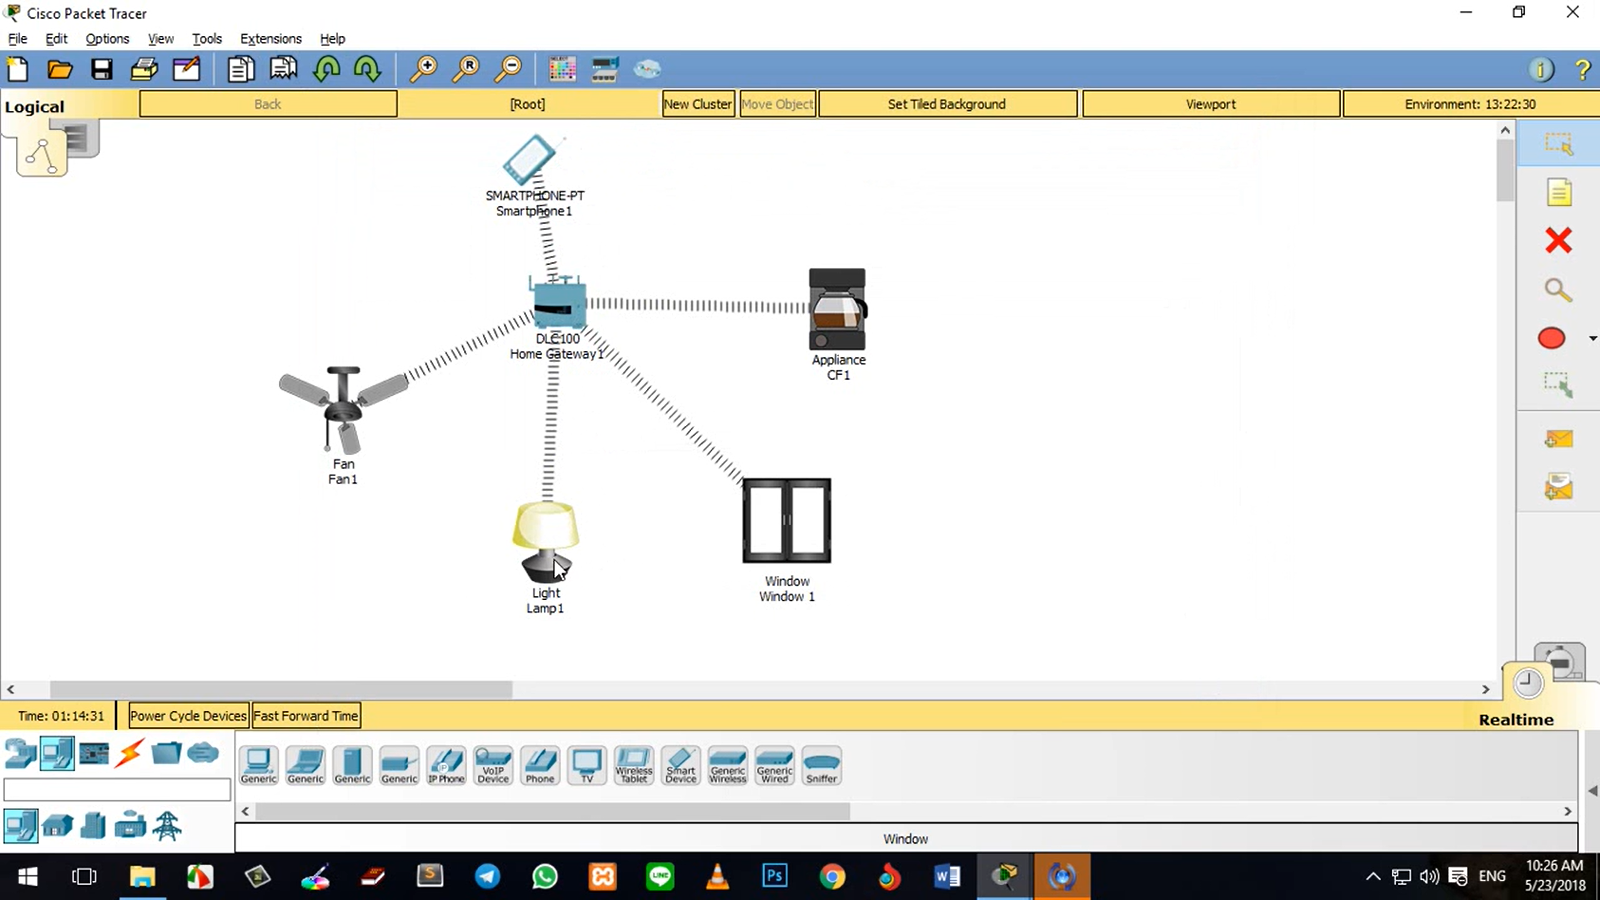 Cisco Packet Tracer
File Edit Options View Tools Extensions Help
Logical Back [Root] New Cluster Move Object Set Tiled Background Viewport Environment: 13:22:30
SMARTPHONE-PT
Smartphone1
DLC100
Home Gateway1
Appliance
CF1
Fan
Fan1
Light
Lamp1
Window
Window 1
Time: 01:14:31 Power Cycle Devices Fast Forward Time Realtime
Generic Generic Generic Generic IP Phone VoIP Device Phone TV Wireless Tablet Smart Device Generic Wireless Generic Wired Sniffer
Window
ENG
10:26 AM
5/23/2018